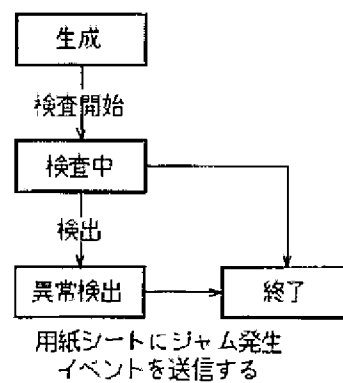 生成
検査開始
検査中
検出
異常検出
終了
用紙シートにジャム発生
イベントを送信する